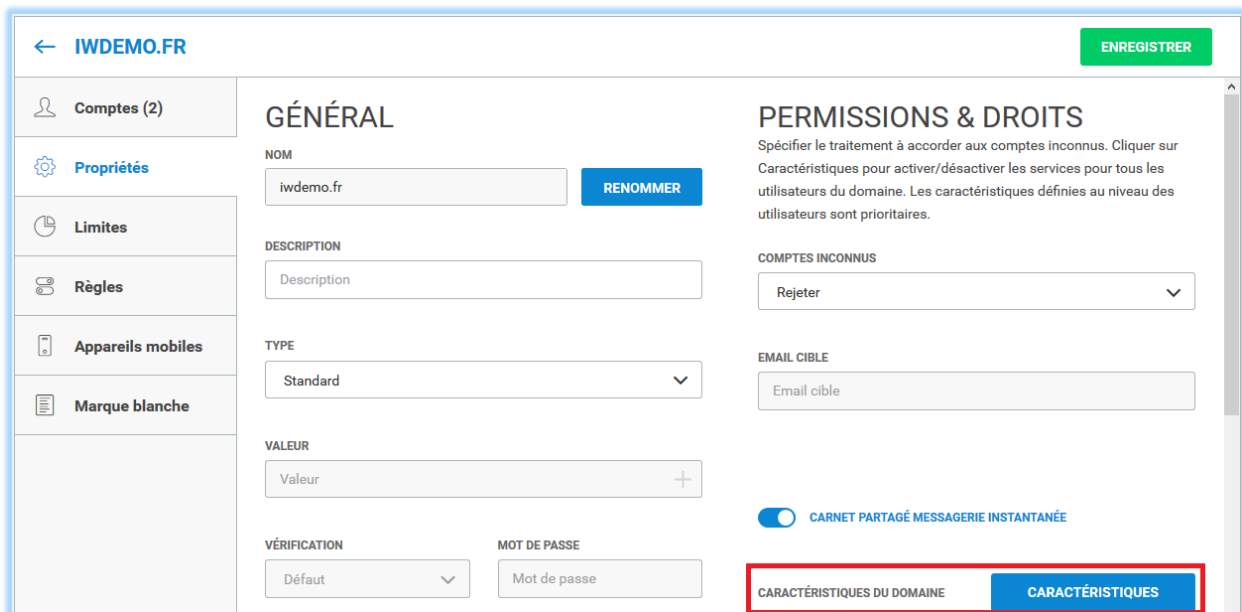 IWDEMO.FR
ENREGISTRER
Comptes (2)
Propriétés
Limites
Règles
Appareils mobiles
Marque blanche
GÉNÉRAL
NOM
iwdemo.fr
RENOMMER
DESCRIPTION
Description
TYPE
Standard
VALEUR
Valeur
VÉRIFICATION
MOT DE PASSE
Défaut
Mot de passe
PERMISSIONS & DROITS
Spécifier le traitement à accorder aux comptes inconnus. Cliquer sur
Caractéristiques pour activer/désactiver les services pour tous les
utilisateurs du domaine. Les caractéristiques définies au niveau des
utilisateurs sont prioritaires.
COMPTES INCONNUS
Rejeter
EMAIL CIBLE
Email cible
CARNET PARTAGÉ MESSAGERIE INSTANTANÉE
CARACTÉRISTIQUES DU DOMAINE
CARACTÉRISTIQUES